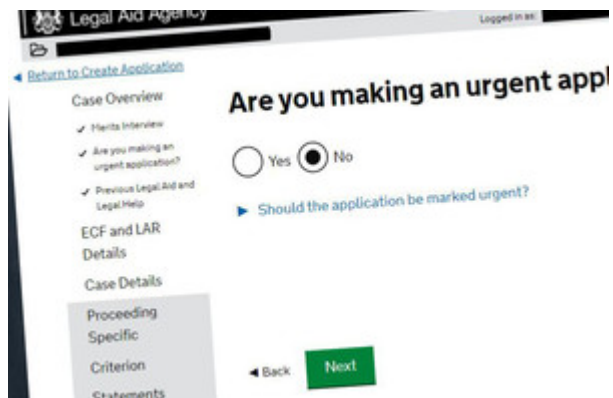 Legal Aid Agency
Logged in as:
Return to Create Application
Case Overview
Merits Interview
Are you making an
urgent application?
Previous Legal Aid and
Legal Help
ECF and LAR
Details
Case Details
Proceeding
Specific
Criterion
Statements
Are you making an urgent appl
Yes No
Should the application be marked urgent?
Back Next